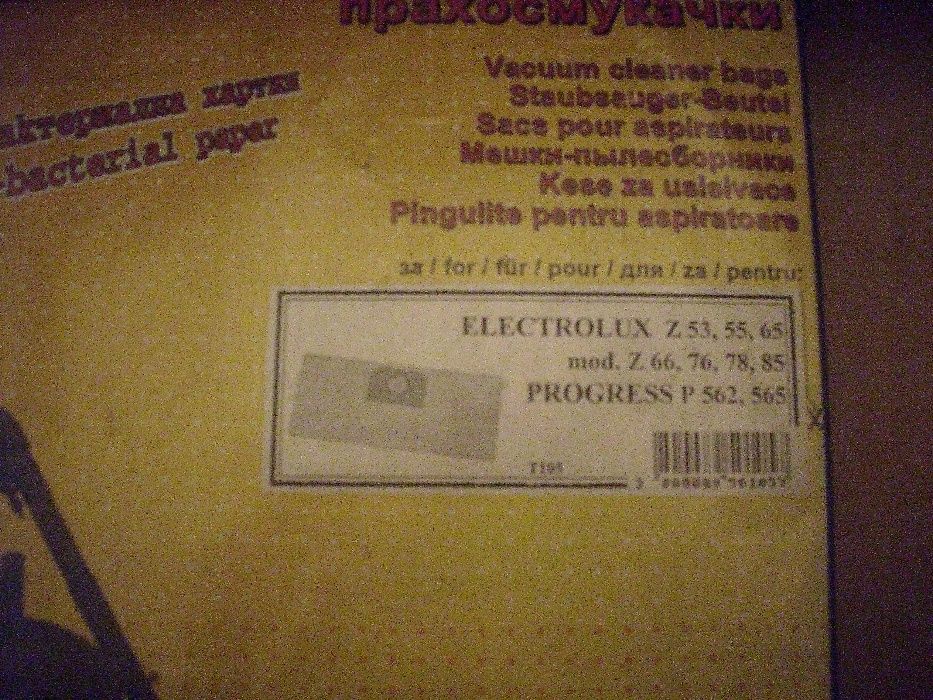 прахосмукачки
Vacuum cleaner bags
Staubsauger-Beutel
Sacs pour aspirateurs
Мешки-пылесборники
Kese za usisivace
Pingulite pentru aspiratoare
хартия
-bacterial paper
за / for / für / pour / для / za / pentru:
ELECTROLUX Z 53, 55, 65
mod. Z 66, 76, 78, 85
PROGRESS P 562, 565